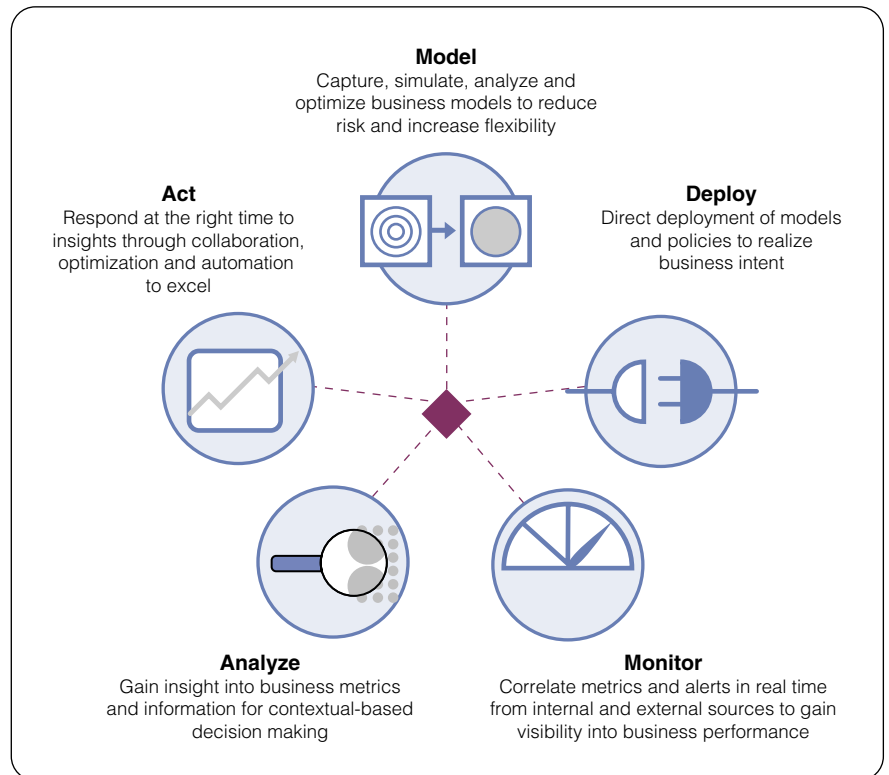 Model
Capture, simulate, analyze and
optimize business models to reduce
risk and increase flexibility
Act
Respond at the right time to
insights through collaboration,
optimization and automation
to excel
Deploy
Direct deployment of models
and policies to realize
business intent
Analyze
Gain insight into business metrics
and information for contextual-based
decision making
Monitor
Correlate metrics and alerts in real time
from internal and external sources to gain
visibility into business performance